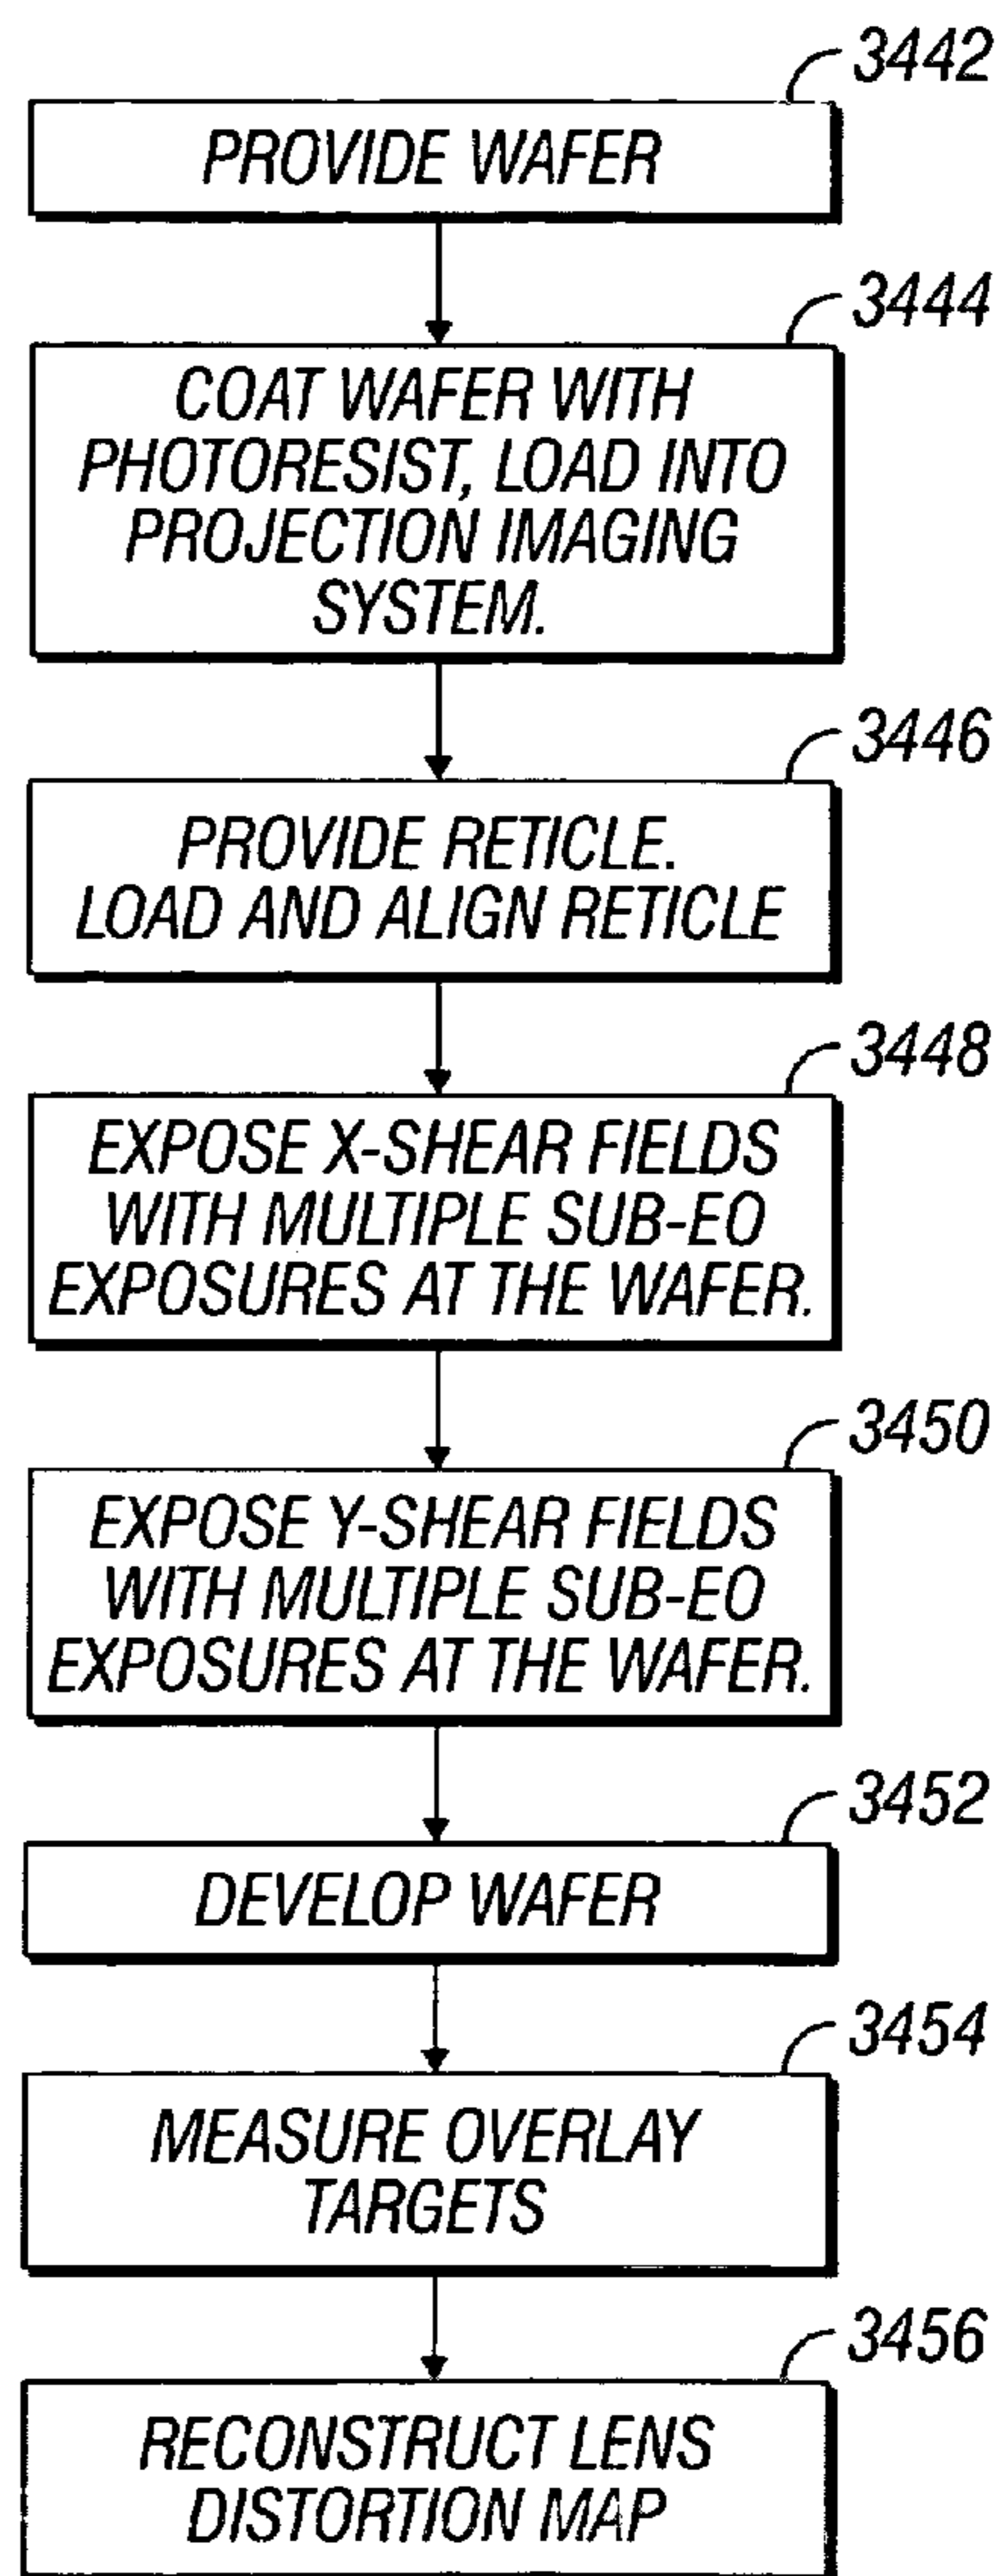 3442
PROVIDE WAFER
3444
COAT WAFER WITH
PHOTORESIST, LOAD INTO
PROJECTION IMAGING
SYSTEM.
3446
PROVIDE RETICLE.
LOAD AND ALIGN RETICLE
3448
EXPOSE X-SHEAR FIELDS
WITH MULTIPLE SUB-EO
EXPOSURES AT THE WAFER.
3450
EXPOSE Y-SHEAR FIELDS
WITH MULTIPLE SUB-EO
EXPOSURES AT THE WAFER.
3452
DEVELOP WAFER
3454
MEASURE OVERLAY
TARGETS
3456
RECONSTRUCT LENS
DISTORTION MAP